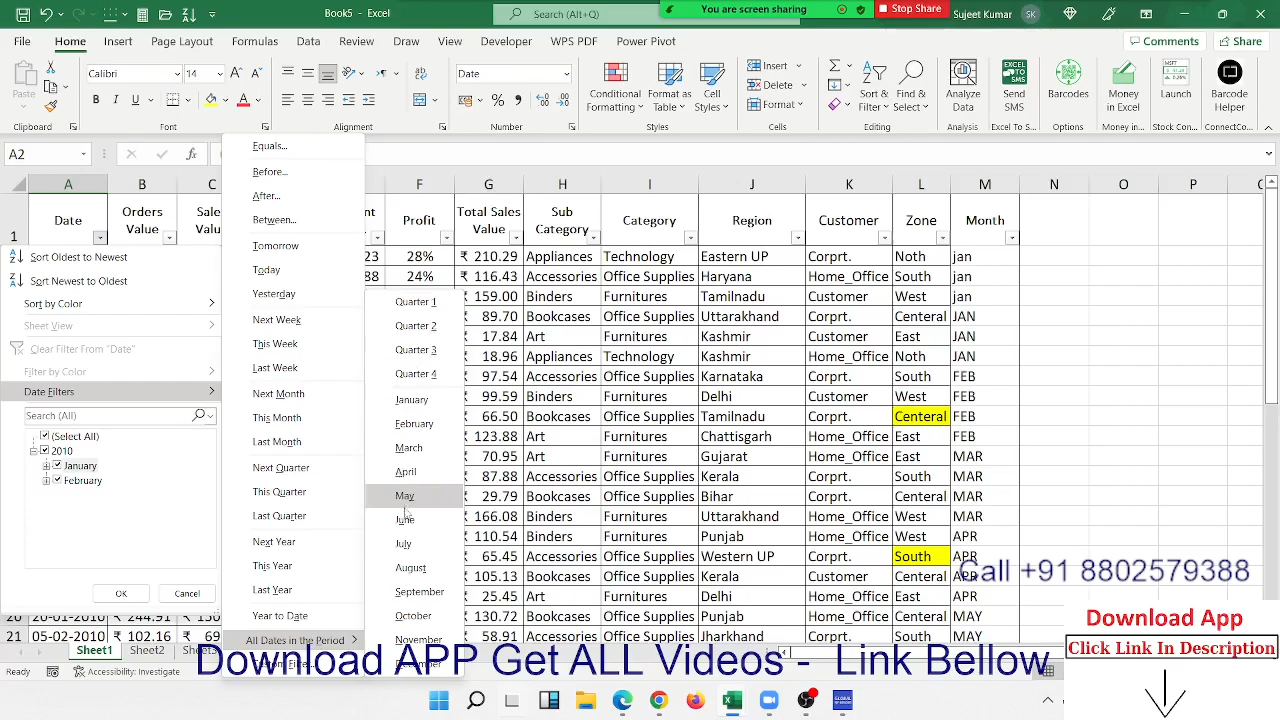 Book5 - Excel
Search (Alt+Q)
You are screen sharing
Stop Share
Sujeet Kumar
SK
File Home Insert Page Layout Formulas Data Review Draw View Developer WPS PDF Power Pivot
Comments
Share
Paste
Calibri 14
Date
Conditional Formatting
Format as Table
Cell Styles
Insert
Delete
Format
Sort & Filter
Find & Select
Analyze Data
Send SMS
Barcodes
Money in Excel
Launch
Barcode Helper
Clipboard Font Alignment Number Styles Cells Editing Analysis Excel To S... Options Money in... Stock Con... ConnectCo...
A2
A B C F G H I J K L M N O P
1 Date Orders Value Profit Total Sales Value Sub Category Category Region Customer Zone Month
23 28% ₹ 210.29 Appliances Technology Eastern UP Corprt. Noth jan
88 24% ₹ 116.43 Accessories Office Supplies Haryana Home_Office South jan
₹ 159.00 Binders Furnitures Tamilnadu Customer West jan
₹ 89.70 Bookcases Office Supplies Uttarakhand Corprt. Centeral JAN
₹ 17.84 Art Furnitures Kashmir Customer East JAN
₹ 18.96 Appliances Technology Kashmir Home_Office Noth JAN
₹ 97.54 Accessories Office Supplies Karnataka Corprt. South FEB
₹ 99.59 Binders Furnitures Delhi Customer West FEB
₹ 66.50 Bookcases Office Supplies Tamilnadu Corprt. Centeral FEB
₹ 123.88 Art Furnitures Chattisgarh Home_Office East FEB
₹ 70.95 Art Furnitures Gujarat Home_Office East MAR
₹ 87.88 Accessories Office Supplies Kerala Corprt. South MAR
₹ 29.79 Bookcases Office Supplies Bihar Corprt. Centeral MAR
₹ 166.08 Binders Furnitures Uttarakhand Home_Office West MAR
₹ 110.54 Binders Furnitures Punjab Home_Office West APR
₹ 65.45 Accessories Office Supplies Western UP Corprt. South APR
₹ 105.13 Bookcases Office Supplies Kerala Customer Centeral APR
₹ 25.45 Art Furnitures Delhi Home_Office East APR
₹ 130.72 Bookcases Office Supplies Punjab Home_Office Centeral MAY
21 05-02-2010 ₹ 102.16 ₹ 69 ₹ 58.91 Accessories Office Supplies Jharkhand Home_Office South MAY
Sort Oldest to Newest
Sort Newest to Oldest
Sort by Color
Sheet View
Clear Filter From "Date"
Filter by Color
Date Filters
Search (All)
(Select All)
2010
January
February
OK Cancel
Equals...
Before...
After...
Between...
Tomorrow
Today
Yesterday
Next Week
This Week
Last Week
Next Month
This Month
Last Month
Next Quarter
This Quarter
Last Quarter
Next Year
This Year
Last Year
Year to Date
All Dates in the Period
Quarter 1
Quarter 2
Quarter 3
Quarter 4
January
February
March
April
May
June
July
August
September
October
November
Sheet1 Sheet2 Sheet3
Ready
Accessibility: Investigate
Call +91 8802579388
Download App
Click Link In Description
Download APP Get ALL Videos - Link Bellow